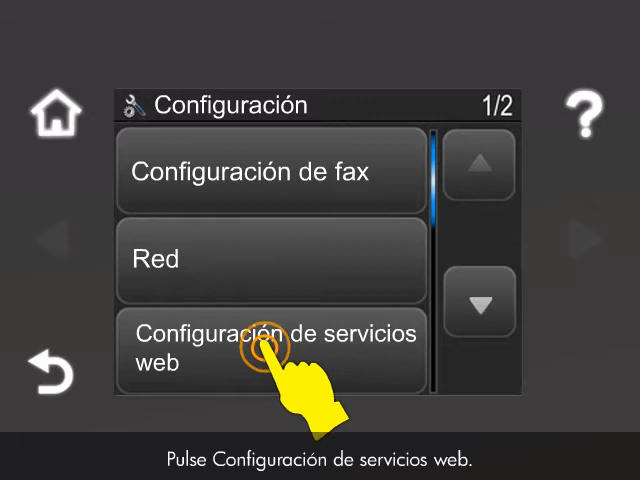 Configuración 1/2
Configuración de fax
Red
Configuración de servicios
web
Pulse Configuración de servicios web.